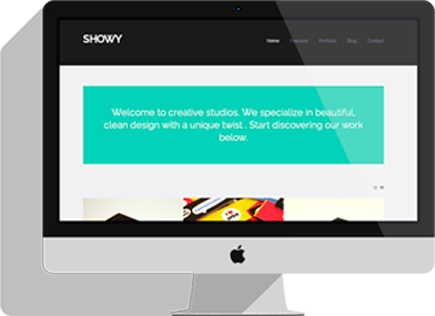 SHOWY
Home Features Portfolio Blog Contact
Welcome to creative studios. We specialize in beautiful,
clean design with a unique twist . Start discovering our work
below.